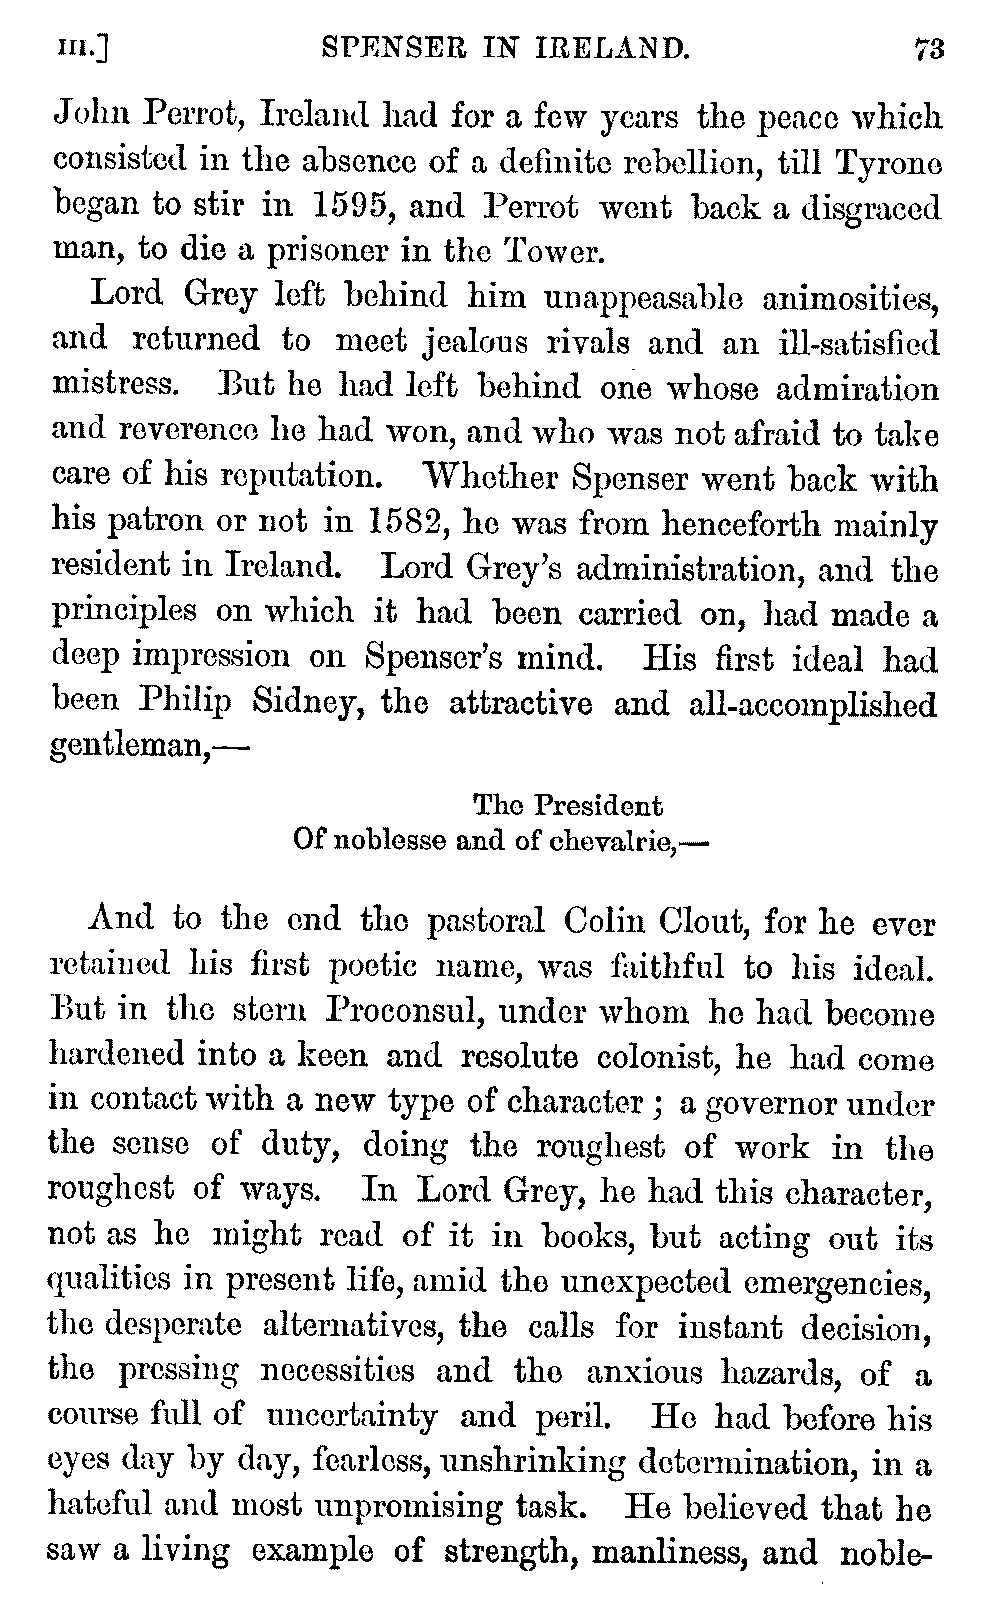 III.] SPENSER IN IRELAND. 73
John Perrot, Ireland had for a few years the peace which
consisted in the absence of a definite rebellion, till Tyrone
began to stir in 1595, and Perrot went back a disgraced
man, to die a prisoner in the Tower.
Lord Grey left behind him unappeasable animosities,
and returned to meet jealous rivals and an ill-satisfied
mistress. But he had left behind one whose admiration
and reverence he had won, and who was not afraid to take
care of his reputation. Whether Spenser went back with
his patron or not in 1582, he was from henceforth mainly
resident in Ireland. Lord Grey's administration, and the
principles on which it had been carried on, had made a
deep impression on Spenser's mind. His first ideal had
been Philip Sidney, the attractive and all-accomplished
gentleman,—
The President
Of noblesse and of chevalrie,—
And to the end the pastoral Colin Clout, for he ever
retained his first poetic name, was faithful to his ideal.
But in the stern Proconsul, under whom he had become
hardened into a keen and resolute colonist, he had come
in contact with a new type of character; a governor under
the sense of duty, doing the roughest of work in the
roughest of ways. In Lord Grey, he had this character,
not as he might read of it in books, but acting out its
qualities in present life, amid the unexpected emergencies,
the desperate alternatives, the calls for instant decision,
the pressing necessities and the anxious hazards, of a
course full of uncertainty and peril. He had before his
eyes day by day, fearless, unshrinking determination, in a
hateful and most unpromising task. He believed that he
saw a living example of strength, manliness, and noble-